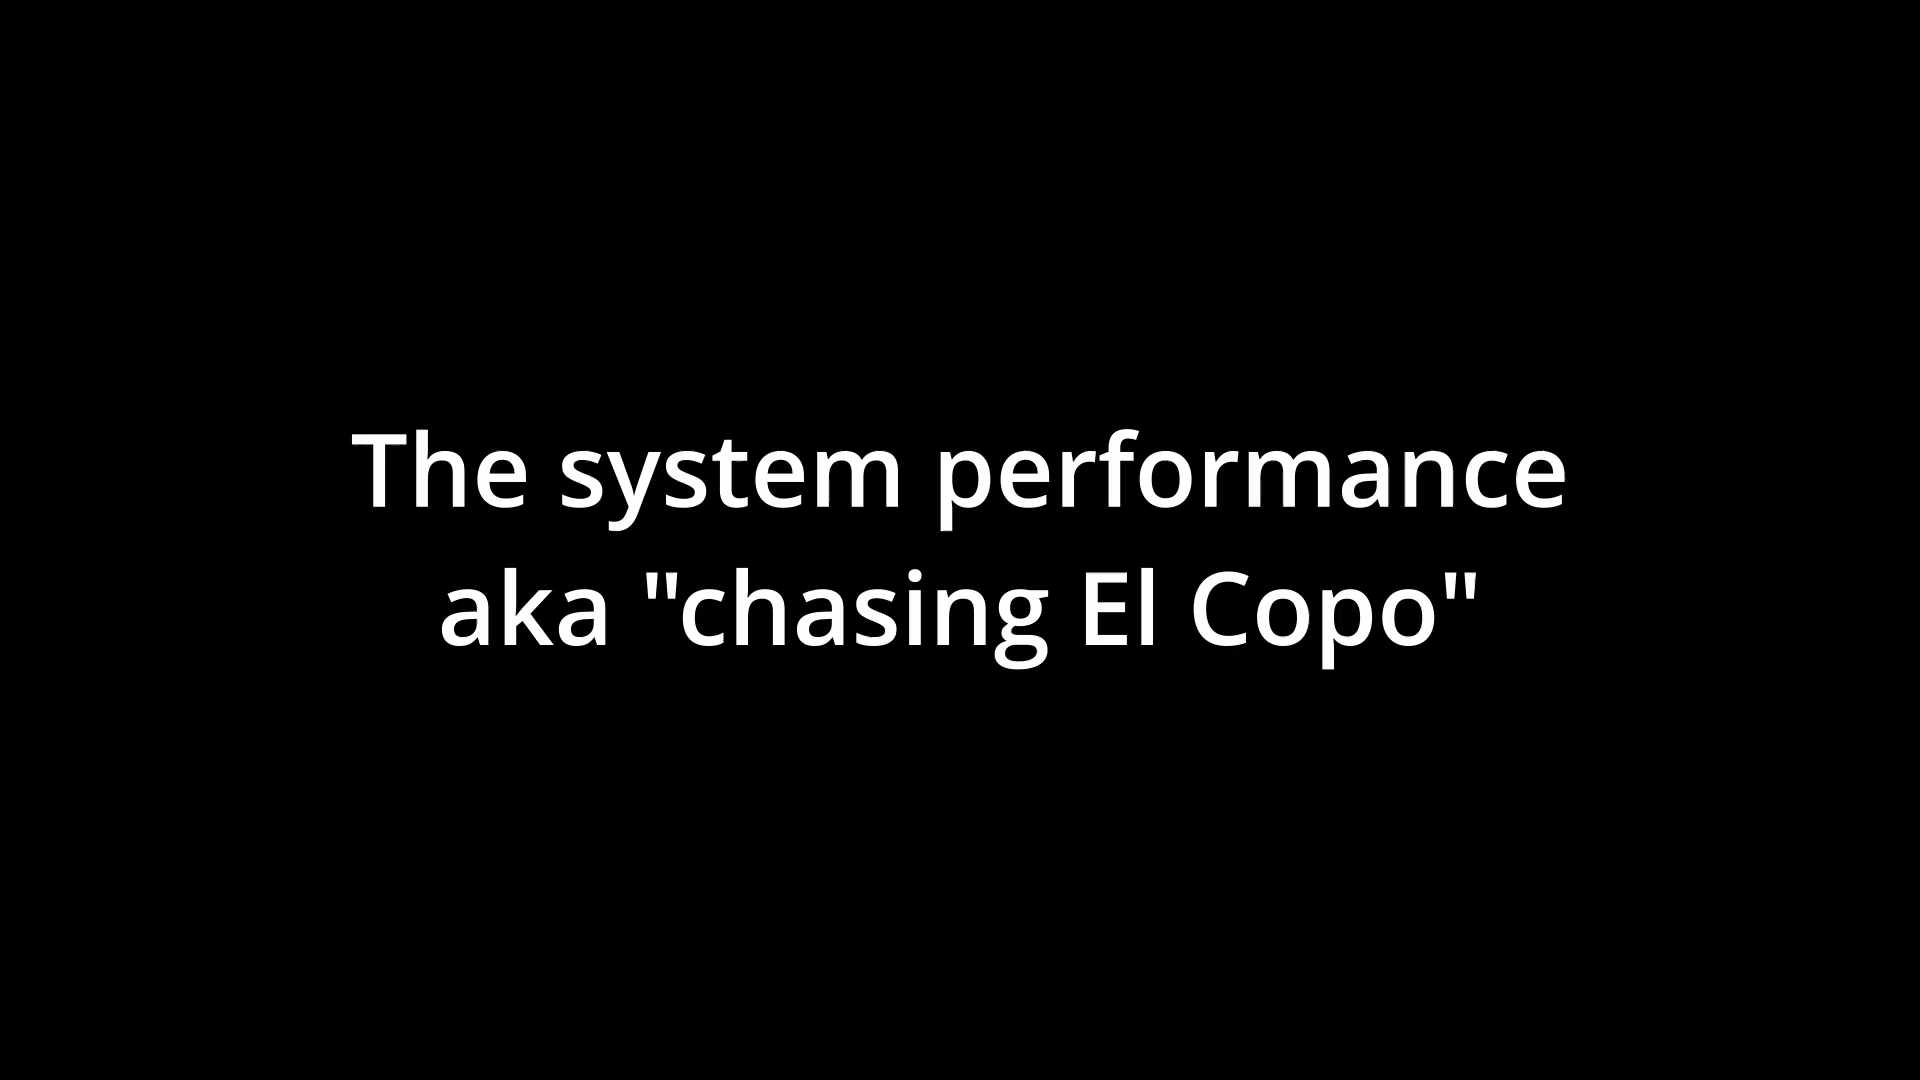 The system performance
aka "chasing El Copo"